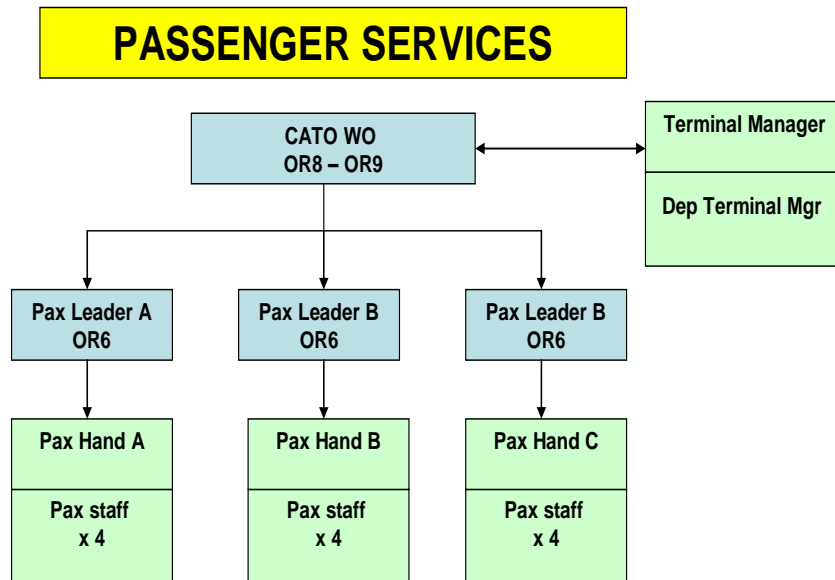 PASSENGER SERVICES
CATO WO
OR8 – OR9
Terminal Manager
Dep Terminal Mgr
Pax Leader A
OR6
Pax Leader B
OR6
Pax Leader B
OR6
Pax Hand A
Pax Hand B
Pax Hand C
Pax staff
x 4
Pax staff
x 4
Pax staff
x 4